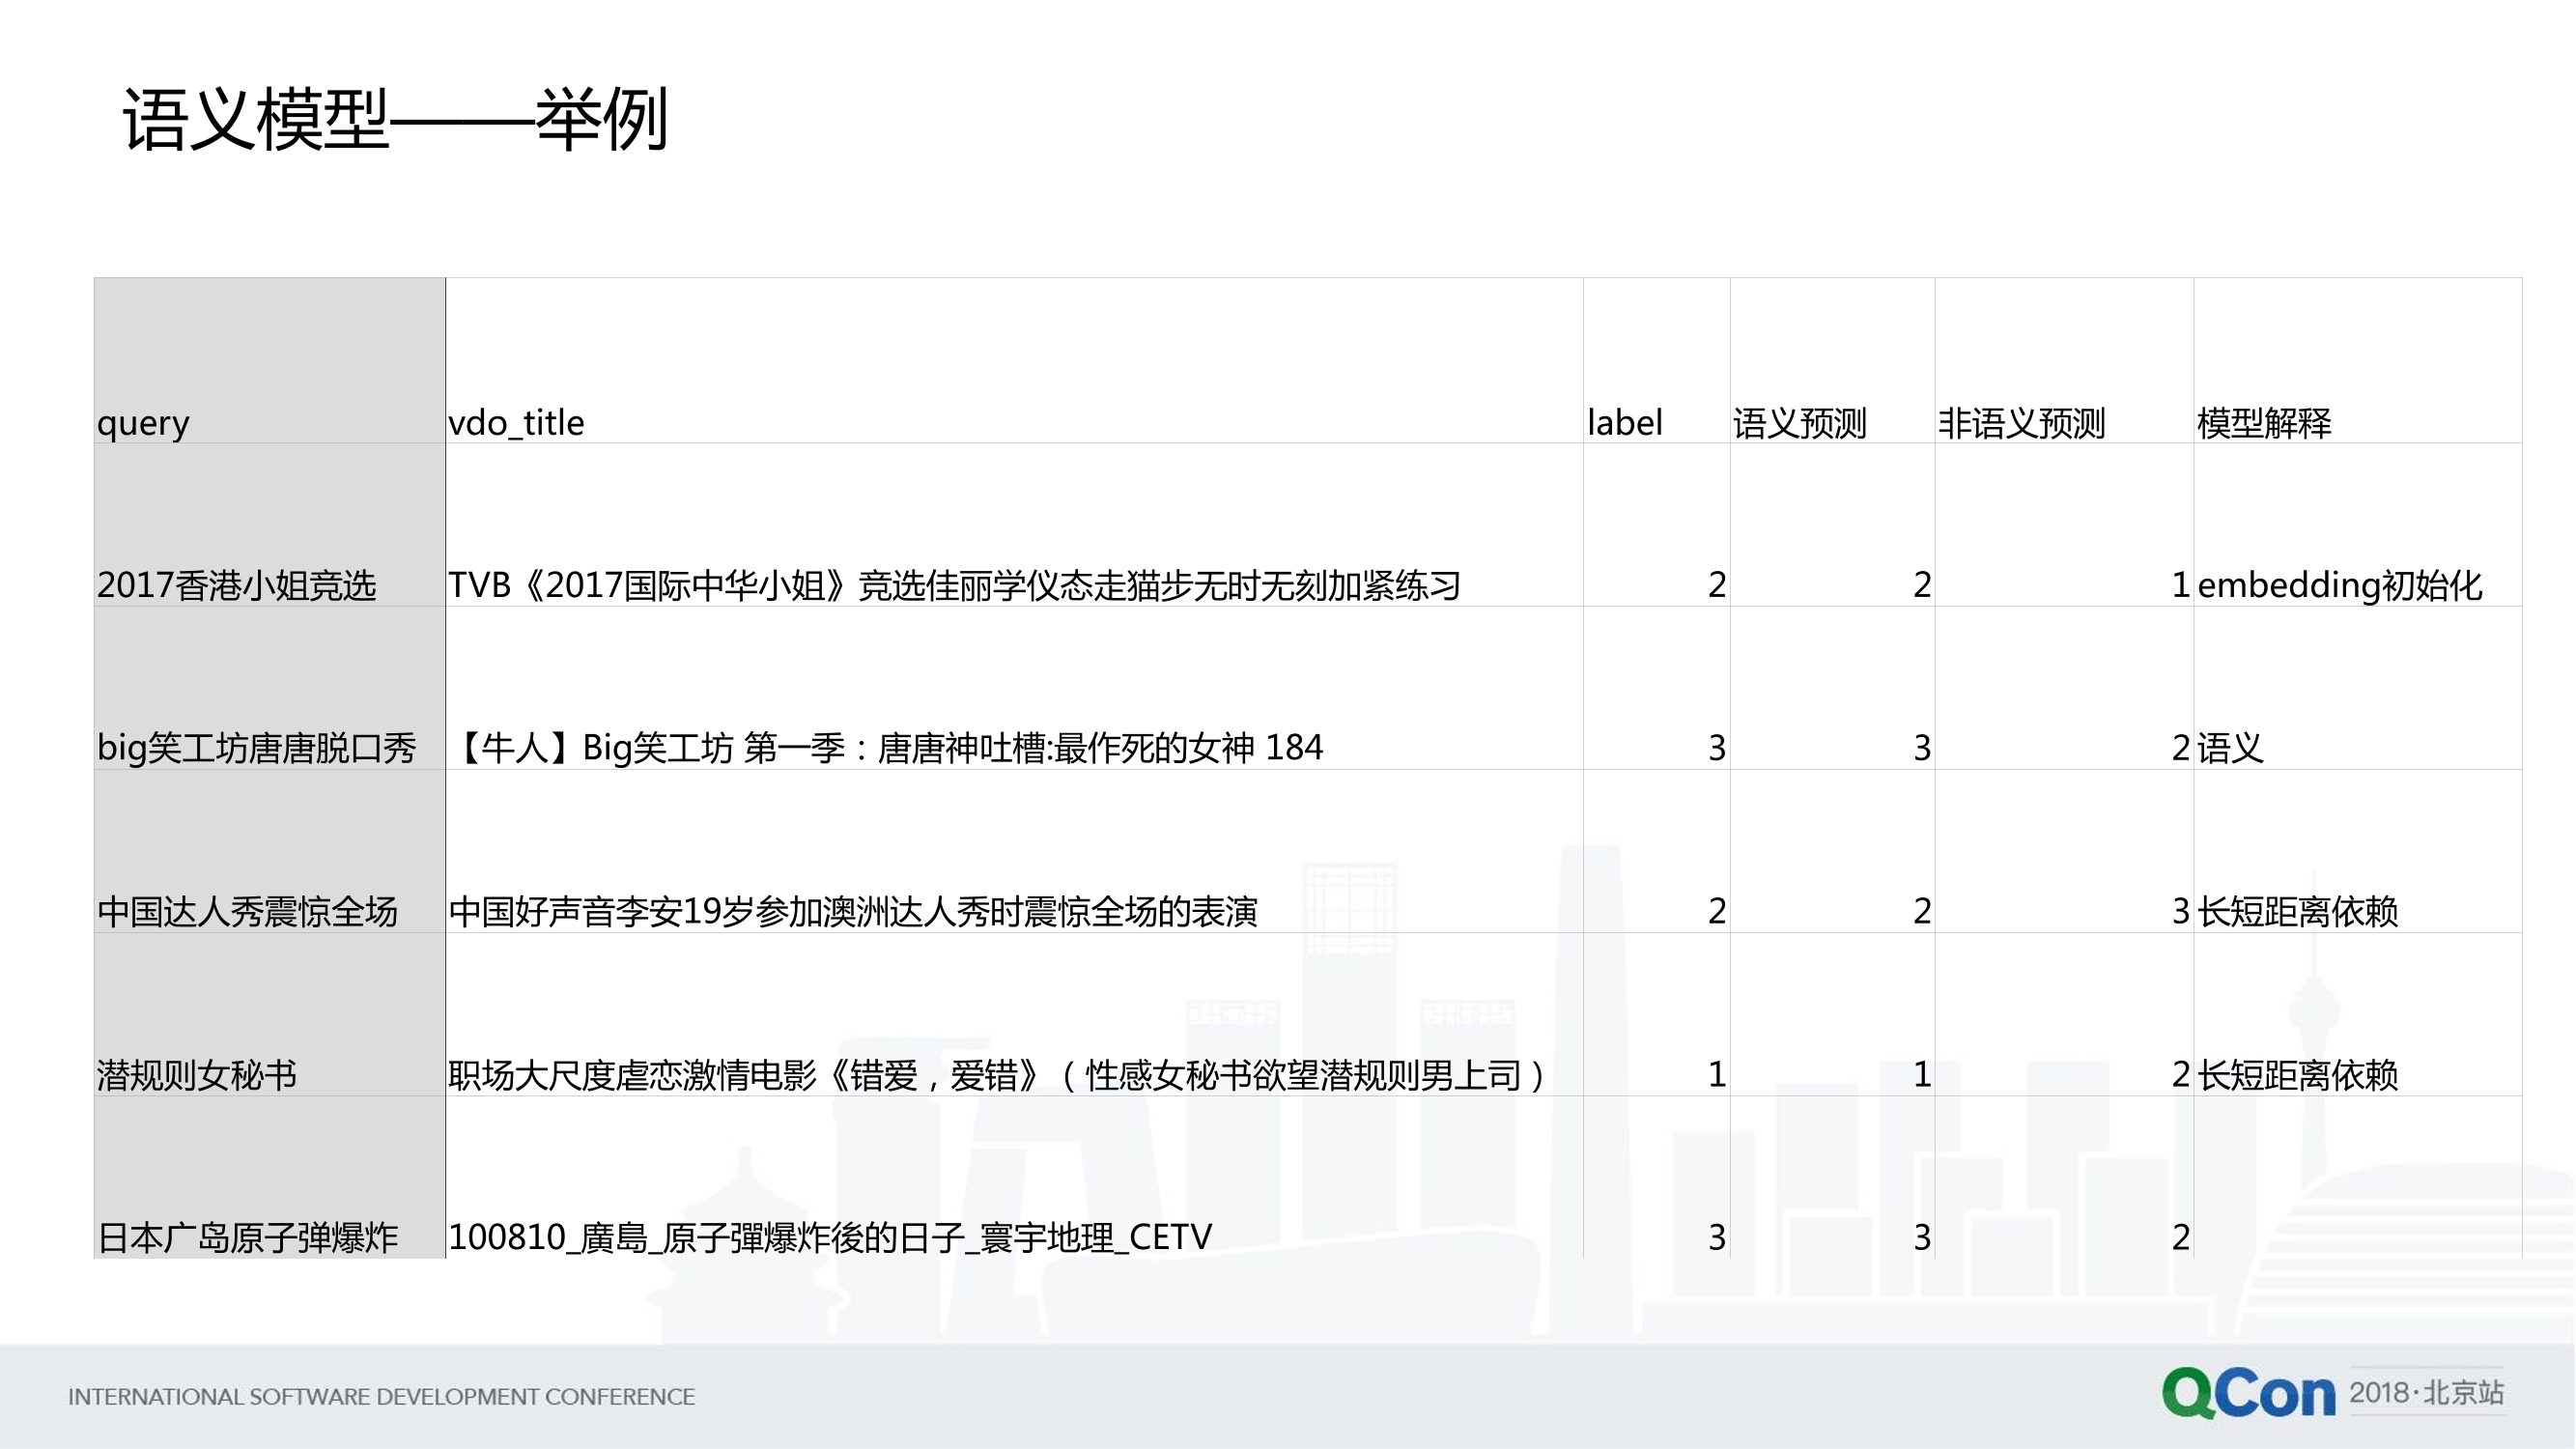 语义模型——举例
query vdo_title label 语义预测 非语义预测 模型解释
2017香港小姐竞选 TVB《2017国际中华小姐》竞选佳丽学仪态走猫步无时无刻加紧练习 2 2 1 embedding初始化
big笑工坊唐唐脱口秀 【牛人】Big笑工坊 第一季：唐唐神吐槽:最作死的女神 184 3 3 2 语义
中国达人秀震惊全场 中国好声音李安19岁参加澳洲达人秀时震惊全场的表演 2 2 3 长短距离依赖
潜规则女秘书 职场大尺度虐恋激情电影《错爱，爱错》（性感女秘书欲望潜规则男上司） 1 1 2 长短距离依赖
日本广岛原子弹爆炸 100810_廣島_原子彈爆炸後的日子_寰宇地理_CETV 3 3 2
INTERNATIONAL SOFTWARE DEVELOPMENT CONFERENCE QCon 2018·北京站